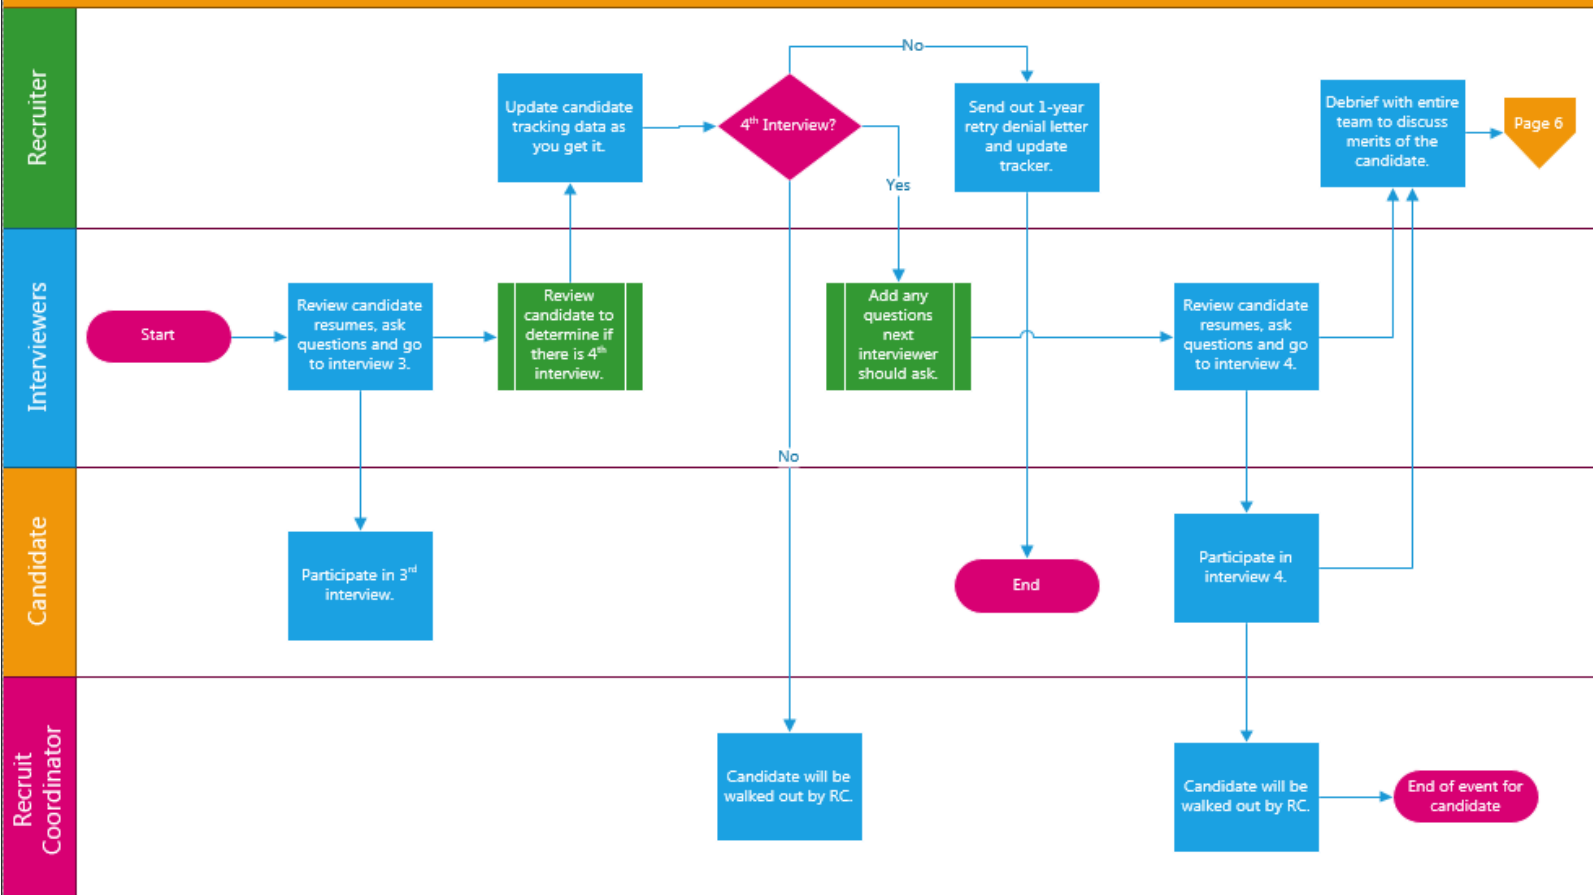 Recruiter
Update candidate
tracking data as
you get it.
4th Interview?
No
Yes
Send out 1-year
retry denial letter
and update
tracker.
Debrief with entire
team to discuss
merits of the
candidate.
Page 6
Interviewers
Start
Review candidate
resumes, ask
questions and go
to interview 3.
Review
candidate to
determine if
there is 4th
interview.
Add any
questions
next
interviewer
should ask.
Review candidate
resumes, ask
questions and go
to interview 4.
No
Candidate
Participate in 3rd
interview.
End
Participate in
interview 4.
Recruit
Coordinator
Candidate will be
walked out by RC.
Candidate will be
walked out by RC.
End of event for
candidate